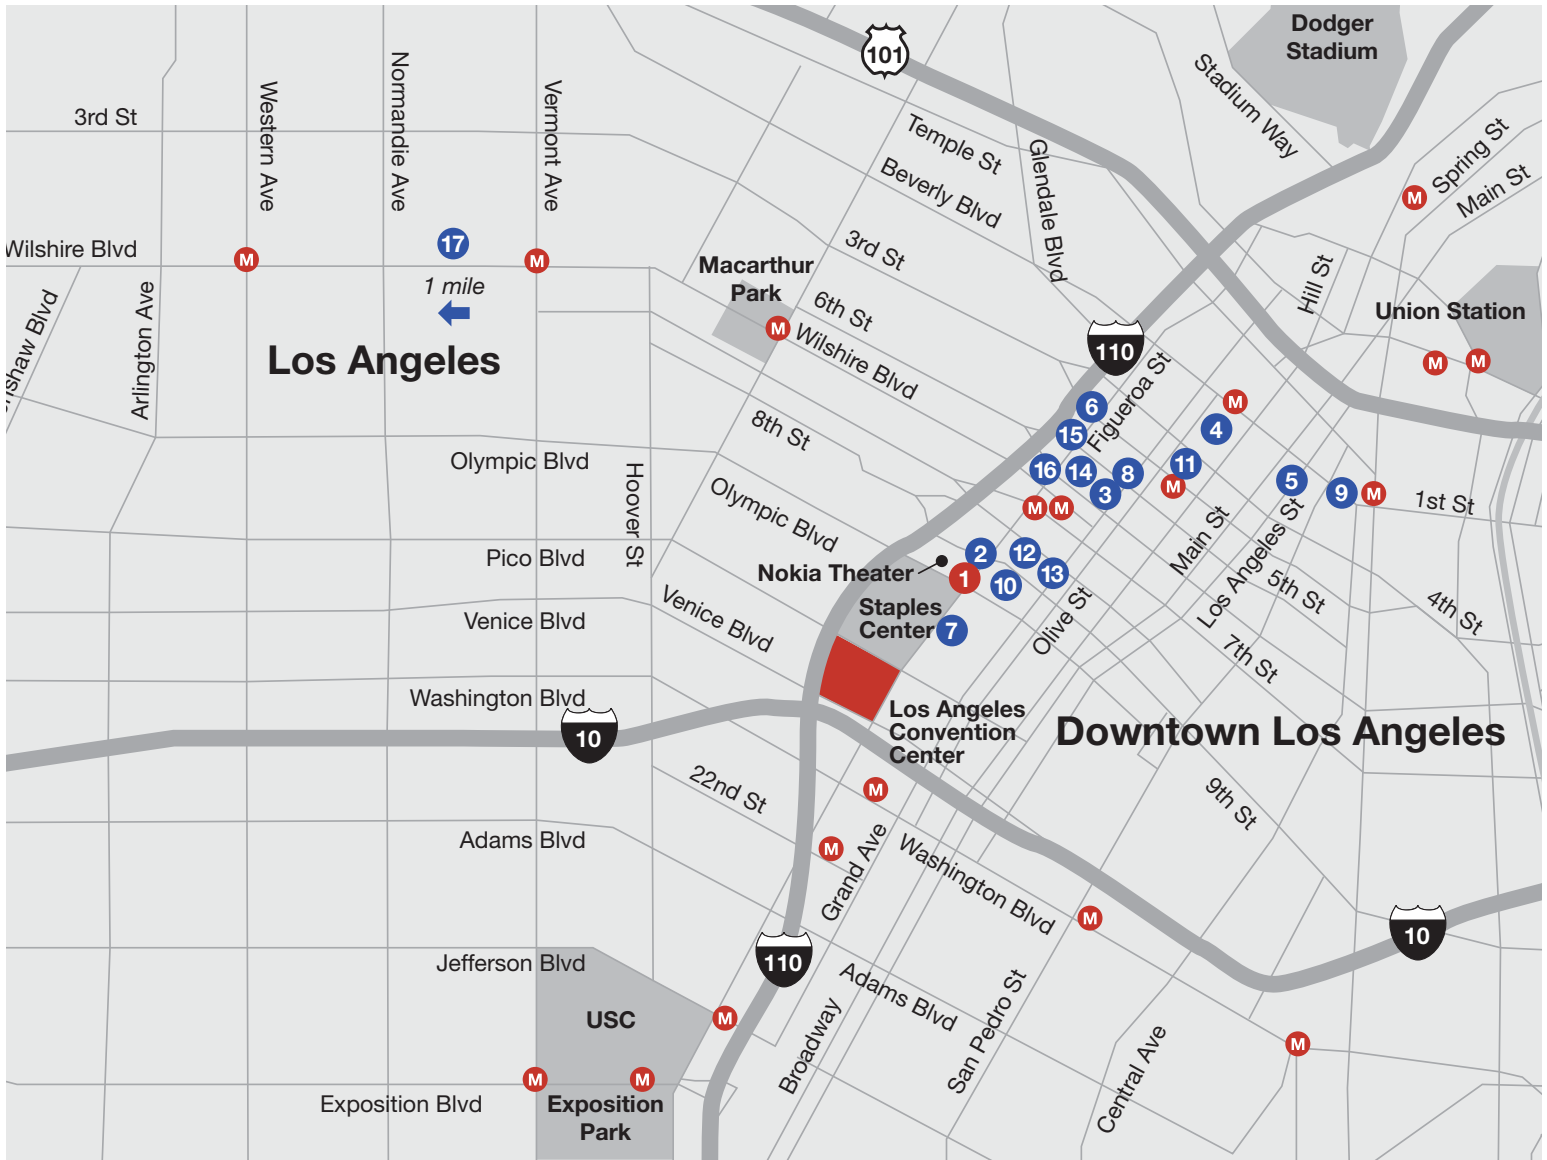 Dodger
Stadium
101
Stadium Way
Spring St
Main St
M
3rd St
Western Ave
Normandie Ave
Vermont Ave
Temple St
Beverly Blvd
Glendale Blvd
Wilshire Blvd
M
17
M
1 mile
3rd St
Macarthur
Park
6th St
M
Wilshire Blvd
Hill St
Union Station
M
M
Arlington Ave
Los Angeles
110
Figueroa St
M
6
4
15
8th St
16
14
8
11
3
M
5
9
M
1st St
M
M
Olympic Blvd
Hoover St
Olympic Blvd
Main St
Los Angeles St
5th St
4th St
7th St
Pico Blvd
Nokia Theater
2
12
1
10
13
Staples
Center
7
Olive St
Venice Blvd
Venice Blvd
Washington Blvd
10
Los Angeles
Convention
Center
Downtown Los Angeles
22nd St
M
9th St
Adams Blvd
M
Grand Ave
Washington Blvd
M
10
Jefferson Blvd
110
Adams Blvd
San Pedro St
USC
M
Broadway
Central Ave
M
M
M
Exposition Blvd
Exposition
Park